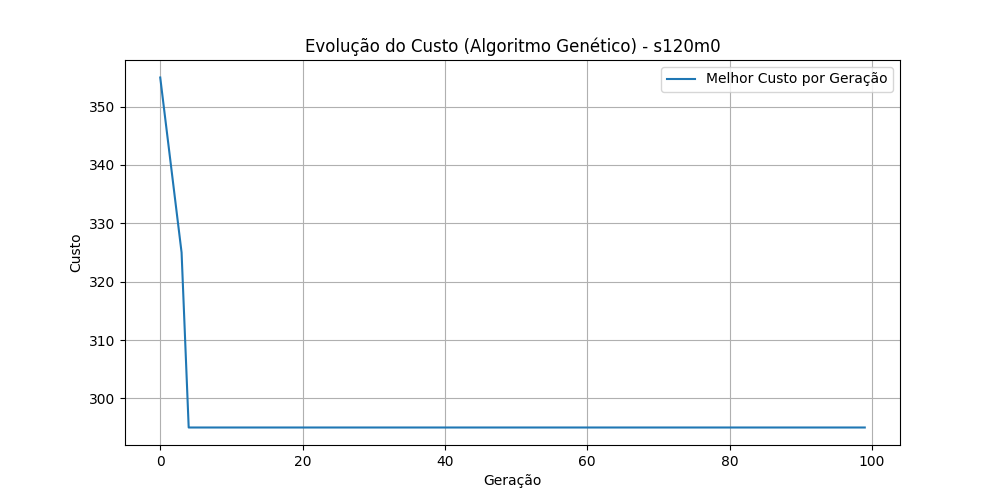 Evolução do Custo (Algoritmo Genético) - s120m0
Melhor Custo por Geração
350
340
330
320
310
300
Custo
0 20 40 60 80 100
Geração